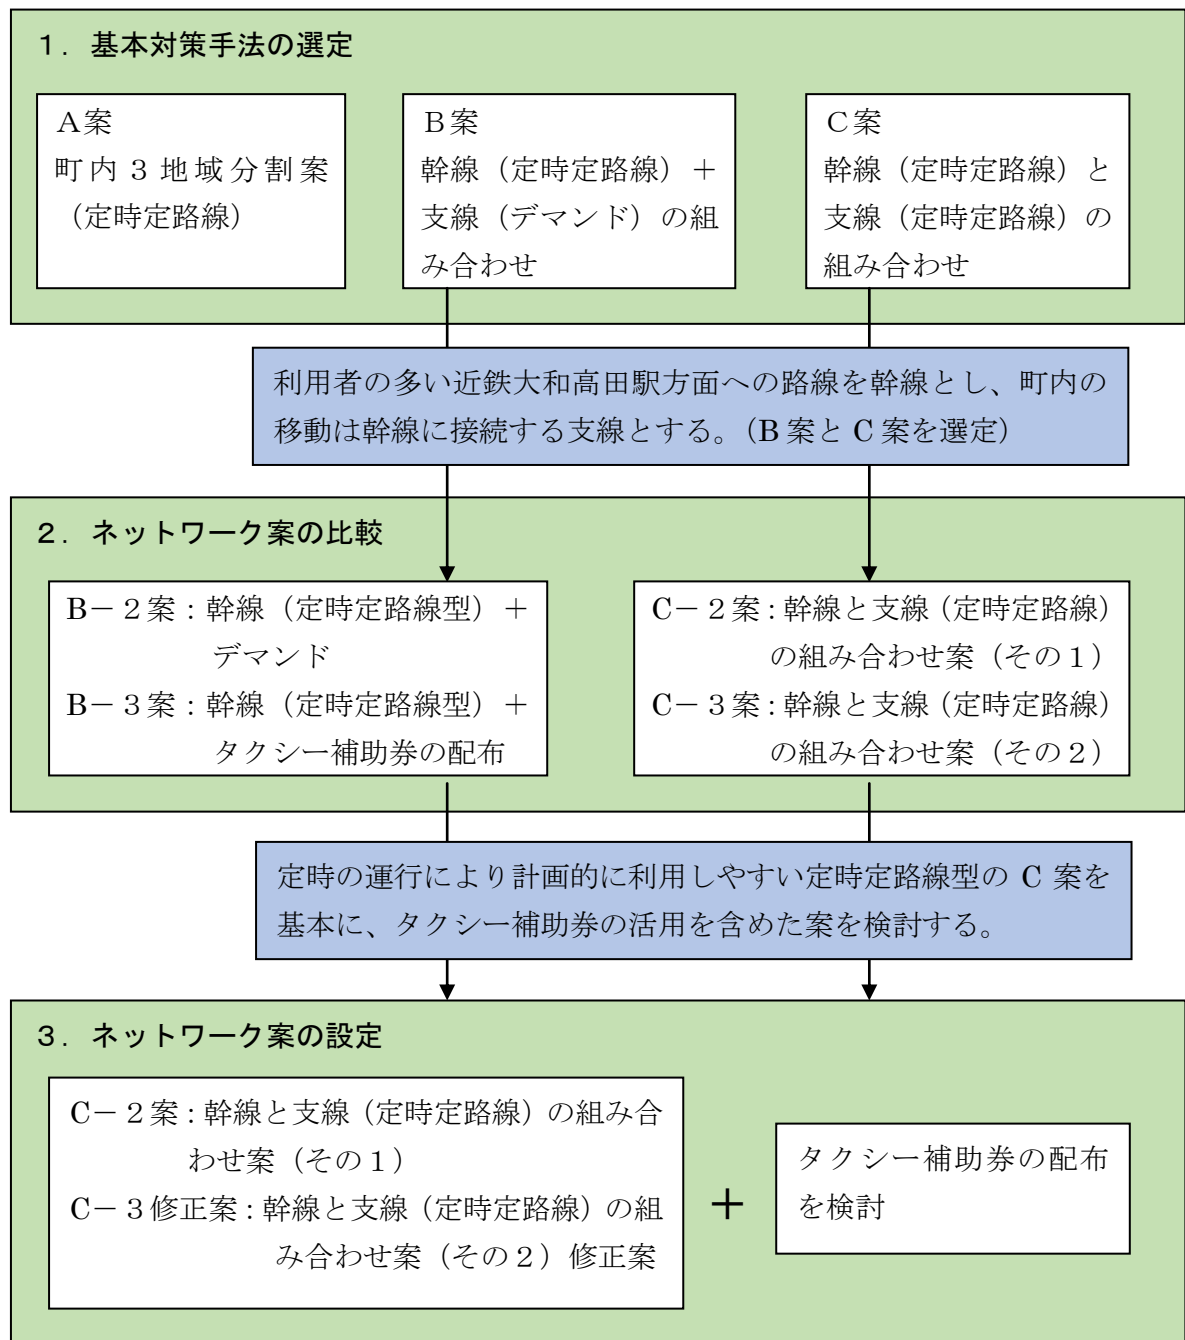 １．基本対策手法の選定
Ａ案
町内３地域分割案
（定時定路線）
Ｂ案
幹線（定時定路線）＋
支線（デマンド）の組
み合わせ
Ｃ案
幹線（定時定路線）と
支線（定時定路線）の
組み合わせ
利用者の多い近鉄大和高田駅方面への路線を幹線とし、町内の
移動は幹線に接続する支線とする。（B 案と C 案を選定）
２．ネットワーク案の比較
B－２案：幹線（定時定路線型）＋
デマンド
B－３案：幹線（定時定路線型）＋
タクシー補助券の配布
C－２案：幹線と支線（定時定路線）
の組み合わせ案（その１）
C－３案：幹線と支線（定時定路線）
の組み合わせ案（その２）
定時の運行により計画的に利用しやすい定時定路線型の C 案を
基本に、タクシー補助券の活用を含めた案を検討する。
３．ネットワーク案の設定
C－２案：幹線と支線（定時定路線）の組み合
わせ案（その１）
C－３修正案：幹線と支線（定時定路線）の組
み合わせ案（その２）修正案
＋
タクシー補助券の配布
を検討